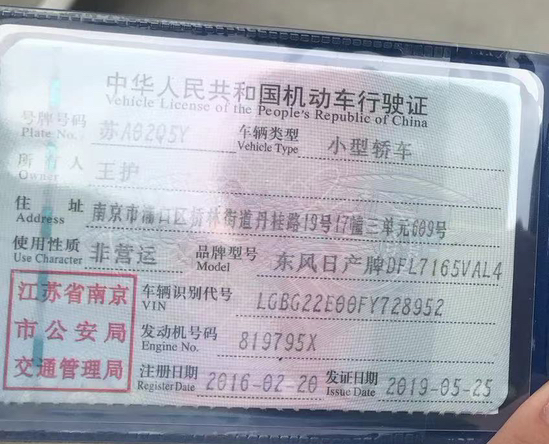 中华人民共和国机动车行驶证
Vehicle License of the People's Republic of China
号牌号码 苏A82Q5Y 车辆类型 小型轿车
Plate No. Vehicle Type
所有人 王护
Owner
住址 南京市浦口区桥林街道丹桂路19号17幢三单元609号
Address
使用性质 非营运 品牌型号 东风日产牌DFL7165VAL4
Use Character Model
江苏省南京 车辆识别代号 LGBG22E00FY728952
市公安局 VIN
交通管理局 发动机号码 819795X
Engine No.
注册日期 2016-02-20 发证日期 2019-05-25
Register Date Issue Date